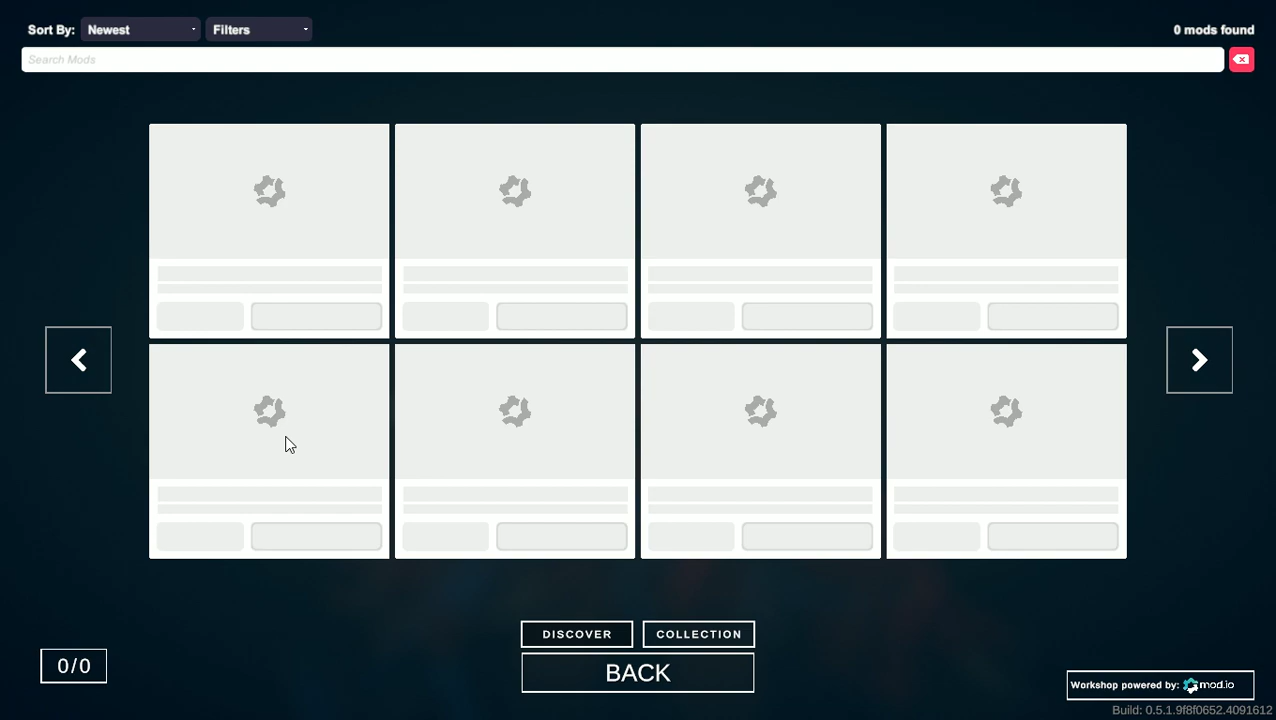 Sort By: Newest Filters 0 mods found
Search Mods
DISCOVER COLLECTION
0/0 BACK
Workshop powered by: mod.io
Build: 0.5.1.9f8f0652.4091612